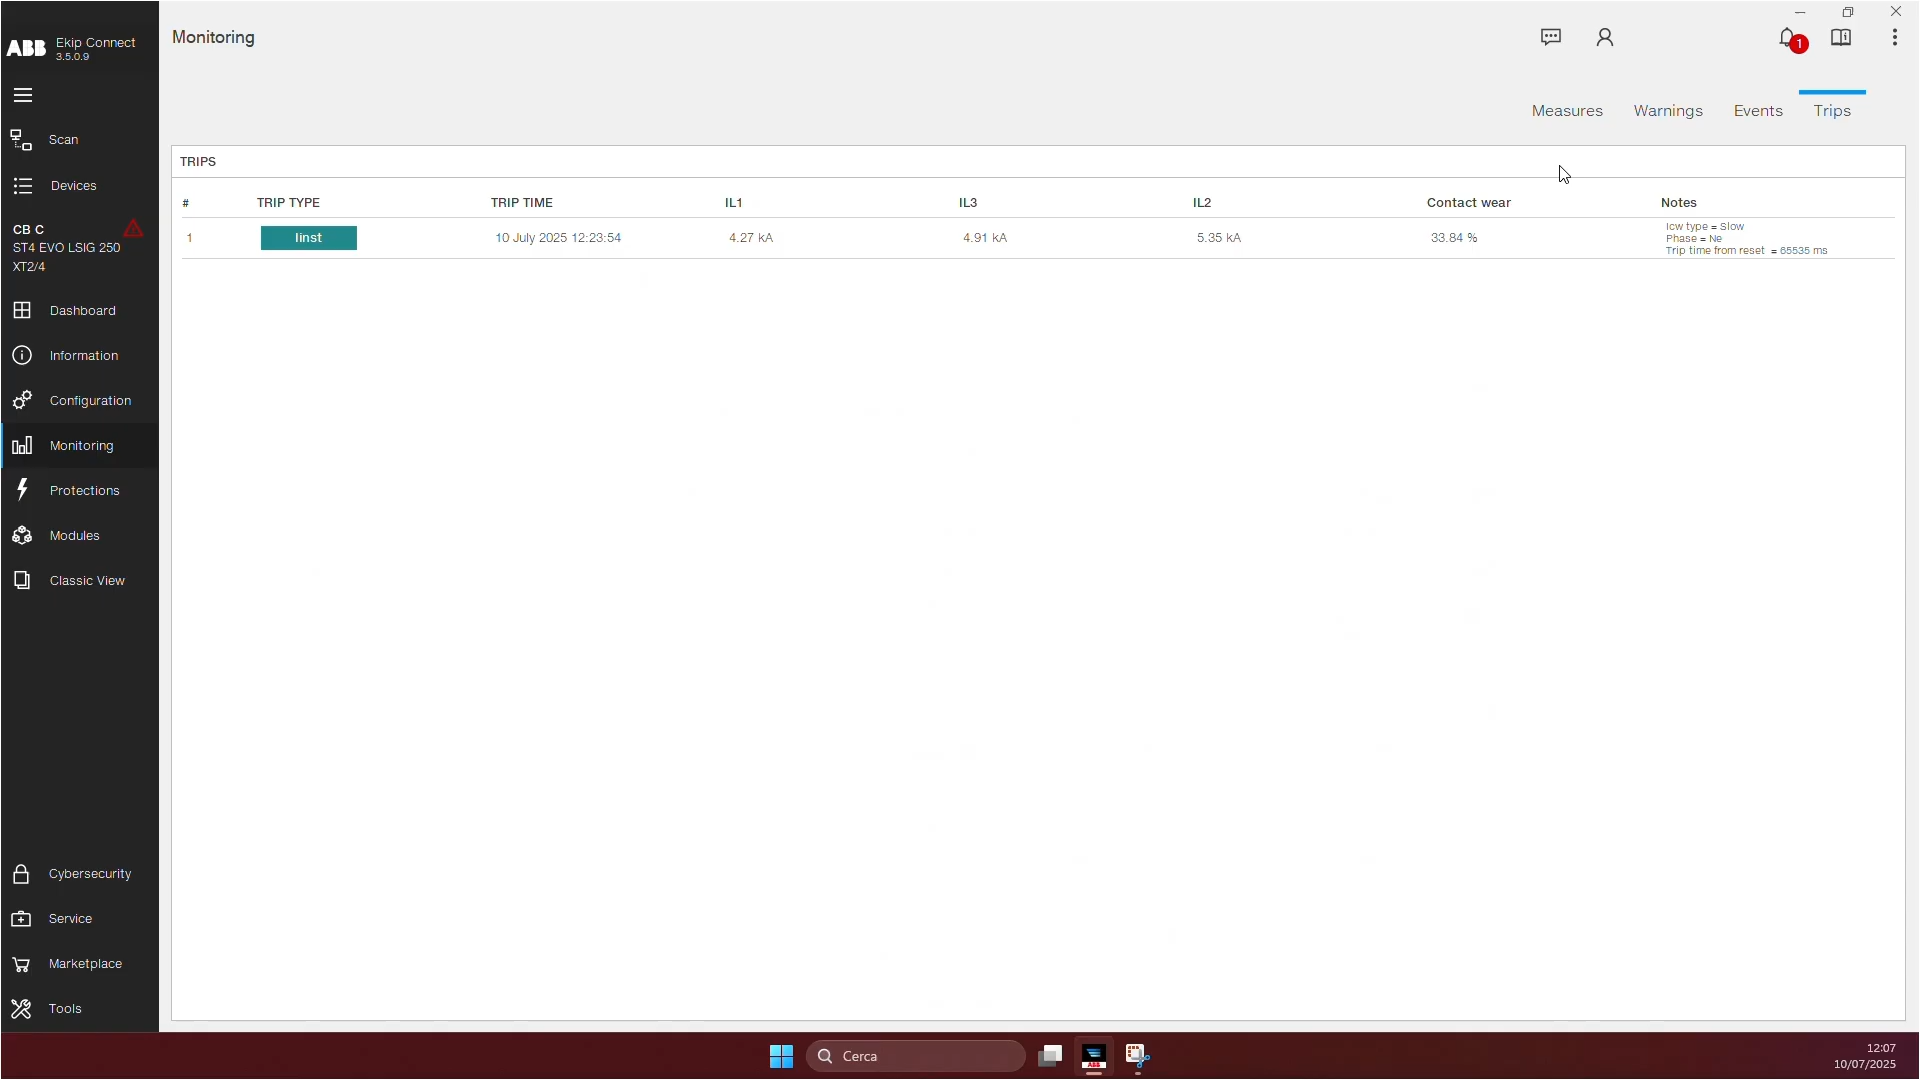 Monitoring
ABB
Ekip Connect
3.5.0.9
1
Scan
Devices
CB C
ST4 EVO LSIG 250
XT2/4
Dashboard
Information
Configuration
Monitoring
Protections
Modules
Classic View
Cybersecurity
Service
Marketplace
Tools
Measures Warnings Events Trips
TRIPS
# TRIP TYPE TRIP TIME IL1 IL3 IL2 Contact wear Notes
1 Iinst 10 July 2025 12:23:54 4.27 kA 4.91 kA 5.35 kA 33.84 %
Icw type = Slow
Phase = Ne
Trip time from reset = 65535 ms
Cerca
ABB
12:07
10/07/2025